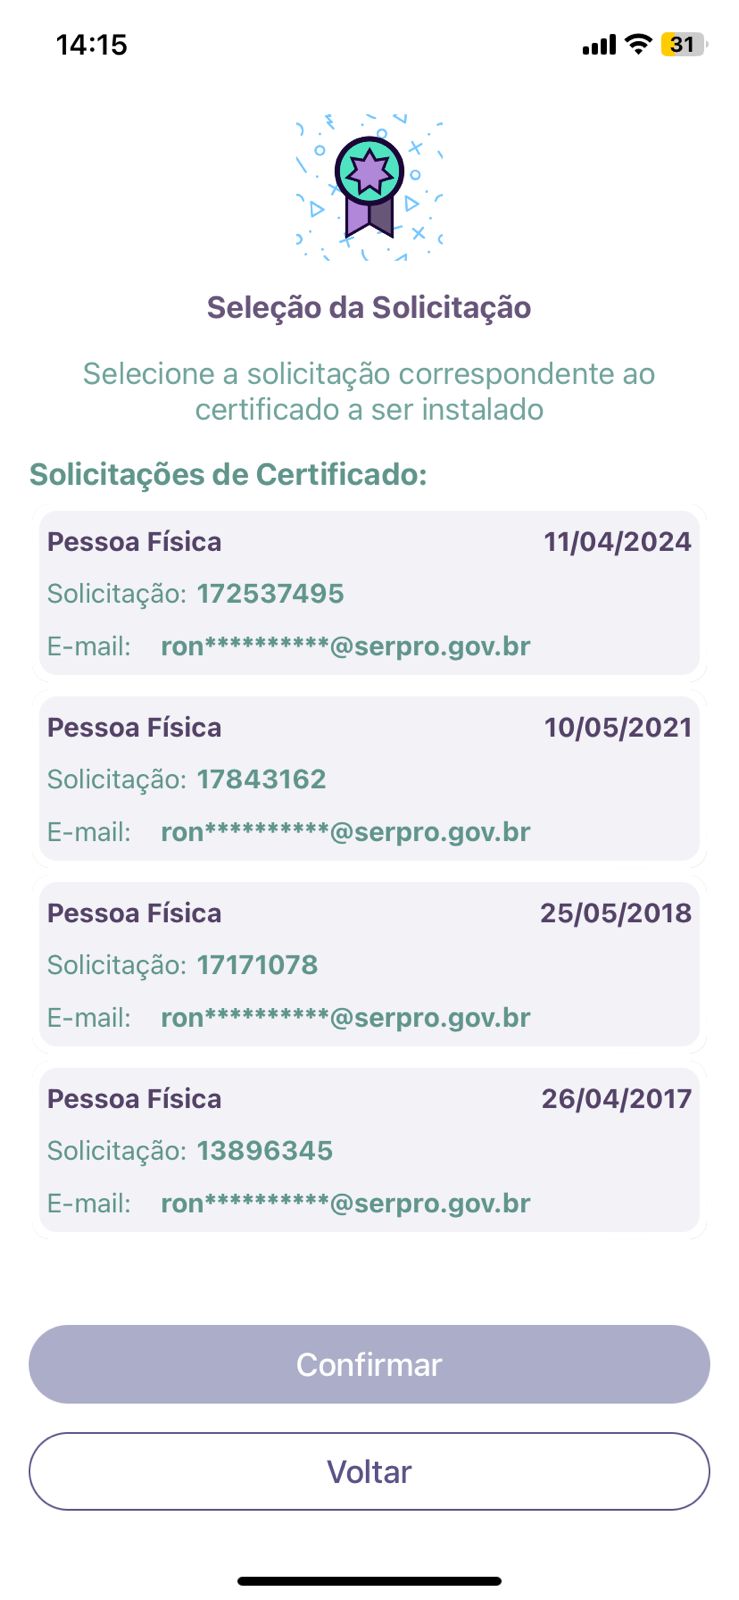 14:15
31
Seleção da Solicitação
Selecione a solicitação correspondente ao
certificado a ser instalado
Solicitações de Certificado:
Pessoa Física 11/04/2024
Solicitação: 172537495
E-mail: ron**********@serpro.gov.br
Pessoa Física 10/05/2021
Solicitação: 17843162
E-mail: ron**********@serpro.gov.br
Pessoa Física 25/05/2018
Solicitação: 17171078
E-mail: ron**********@serpro.gov.br
Pessoa Física 26/04/2017
Solicitação: 13896345
E-mail: ron**********@serpro.gov.br
Confirmar
Voltar